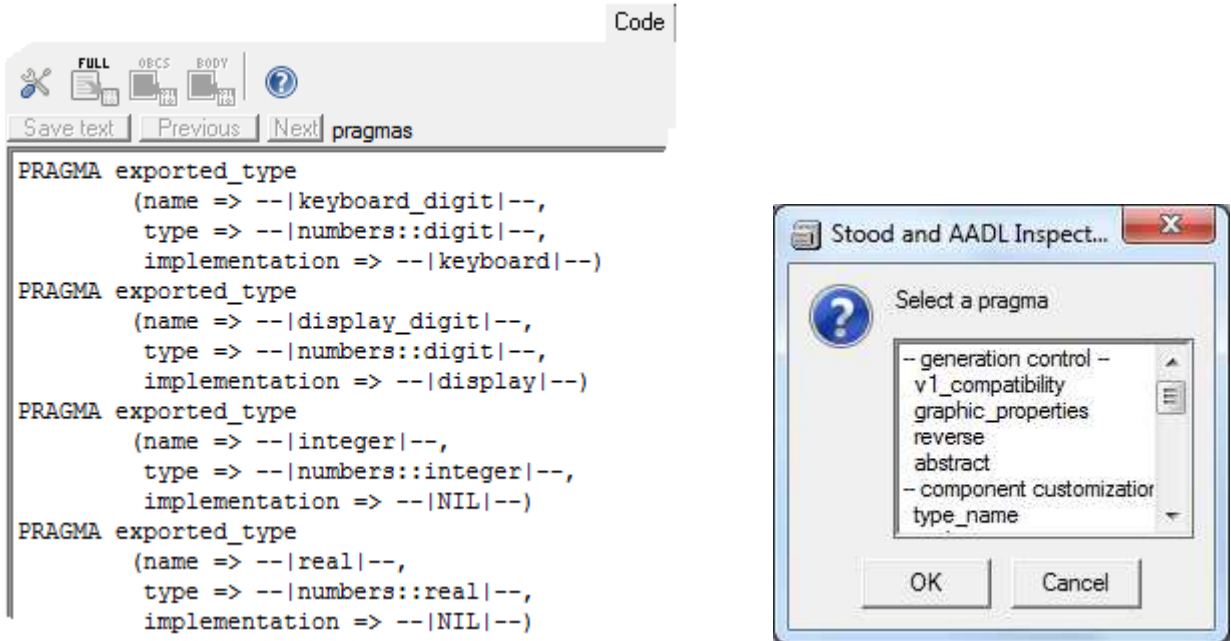 Code
FULL OBCS BODY
Save text Previous Next pragmas
PRAGMA exported_type
(name => --|keyboard_digit|--,
type => --|numbers::digit|--,
implementation => --|keyboard|--)
PRAGMA exported_type
(name => --|display_digit|--,
type => --|numbers::digit|--,
implementation => --|display|--)
PRAGMA exported_type
(name => --|integer|--,
type => --|numbers::integer|--,
implementation => --|NIL|--)
PRAGMA exported_type
(name => --|real|--,
type => --|numbers::real|--,
implementation => --|NIL|--)
Stood and AADL Inspect...
Select a pragma
-- generation control --
v1_compatibility
graphic_properties
reverse
abstract
-- component customization
type_name
OK Cancel